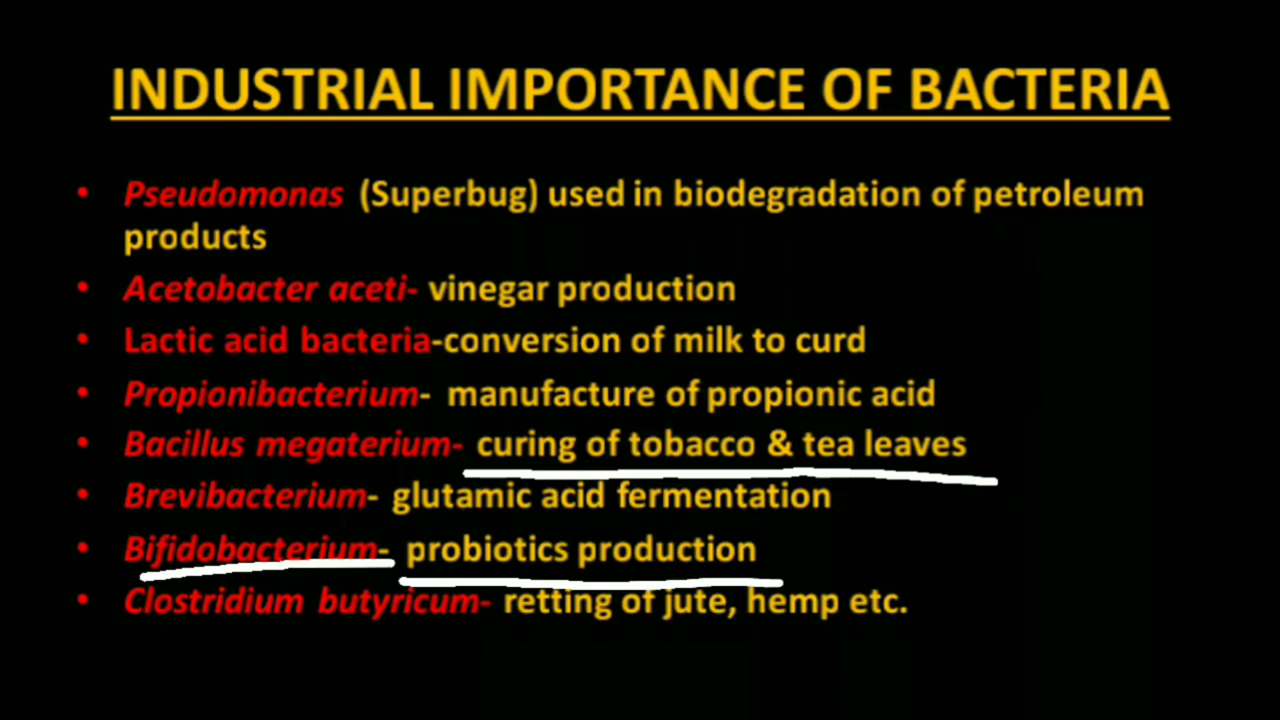 INDUSTRIAL IMPORTANCE OF BACTERIA
• Pseudomonas (Superbug) used in biodegradation of petroleum
products
• Acetobacter aceti- vinegar production
• Lactic acid bacteria-conversion of milk to curd
• Propionibacterium- manufacture of propionic acid
• Bacillus megaterium- curing of tobacco & tea leaves
• Brevibacterium- glutamic acid fermentation
• Bifidobacterium- probiotics production
• Clostridium butyricum- retting of jute, hemp etc.